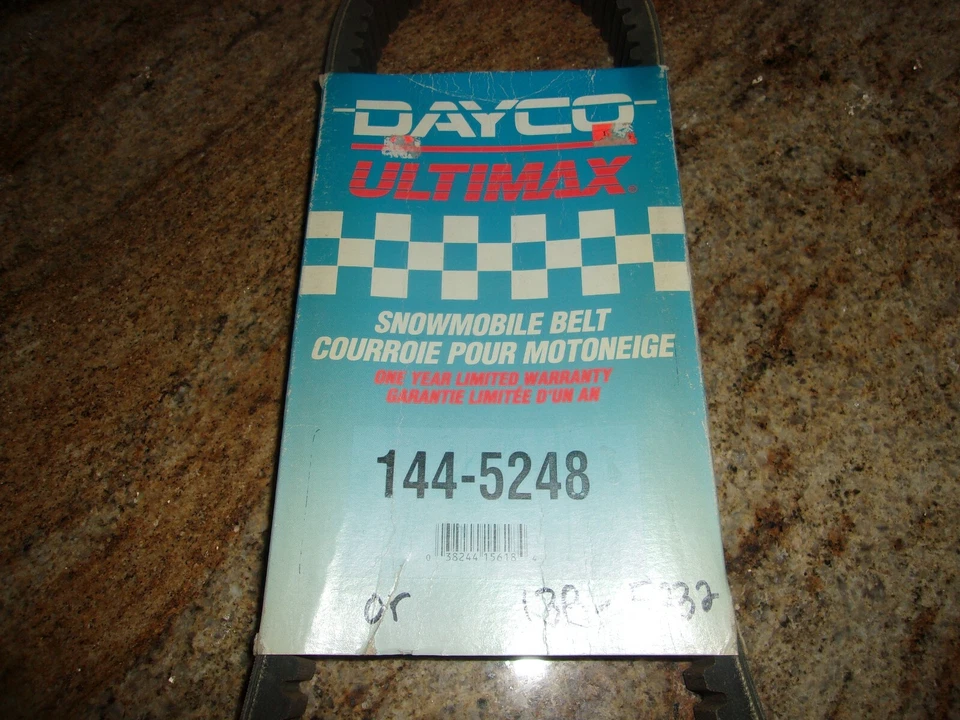 DAYCO
ULTIMAX®
SNOWMOBILE BELT
COURROIE POUR MOTONEIGE
ONE YEAR LIMITED WARRANTY
GARANTIE LIMITÉE D'UN AN
144-5248
0 38244 15618 4
or